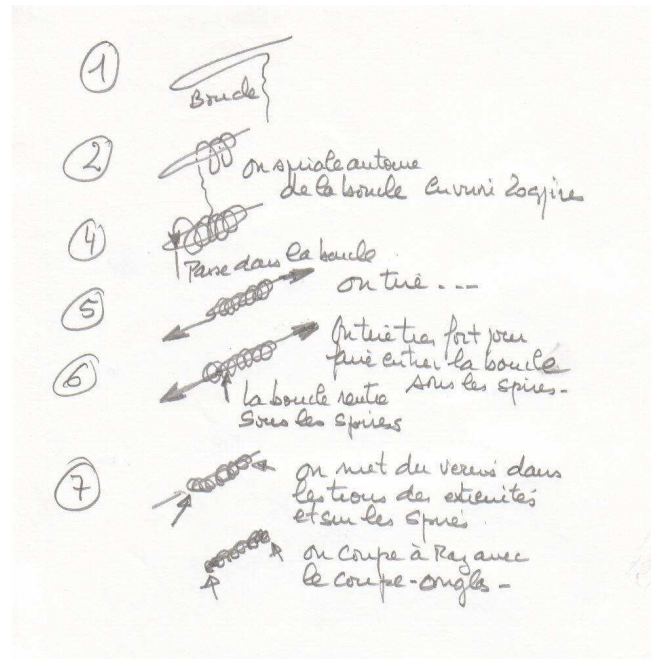 1
Boucle
2
on spirale autour
de la boucle environ 20 spires
4
Passe dans la boucle
5
on tire ---
6
on tire tres fort pour
faire entrer la boucle
sous les spires-
la boucle rentre
sous les spires
7
on met du vernis dans
les trous des extremités
et sur les spires
on coupe à Raz avec
le coupe-ongles-